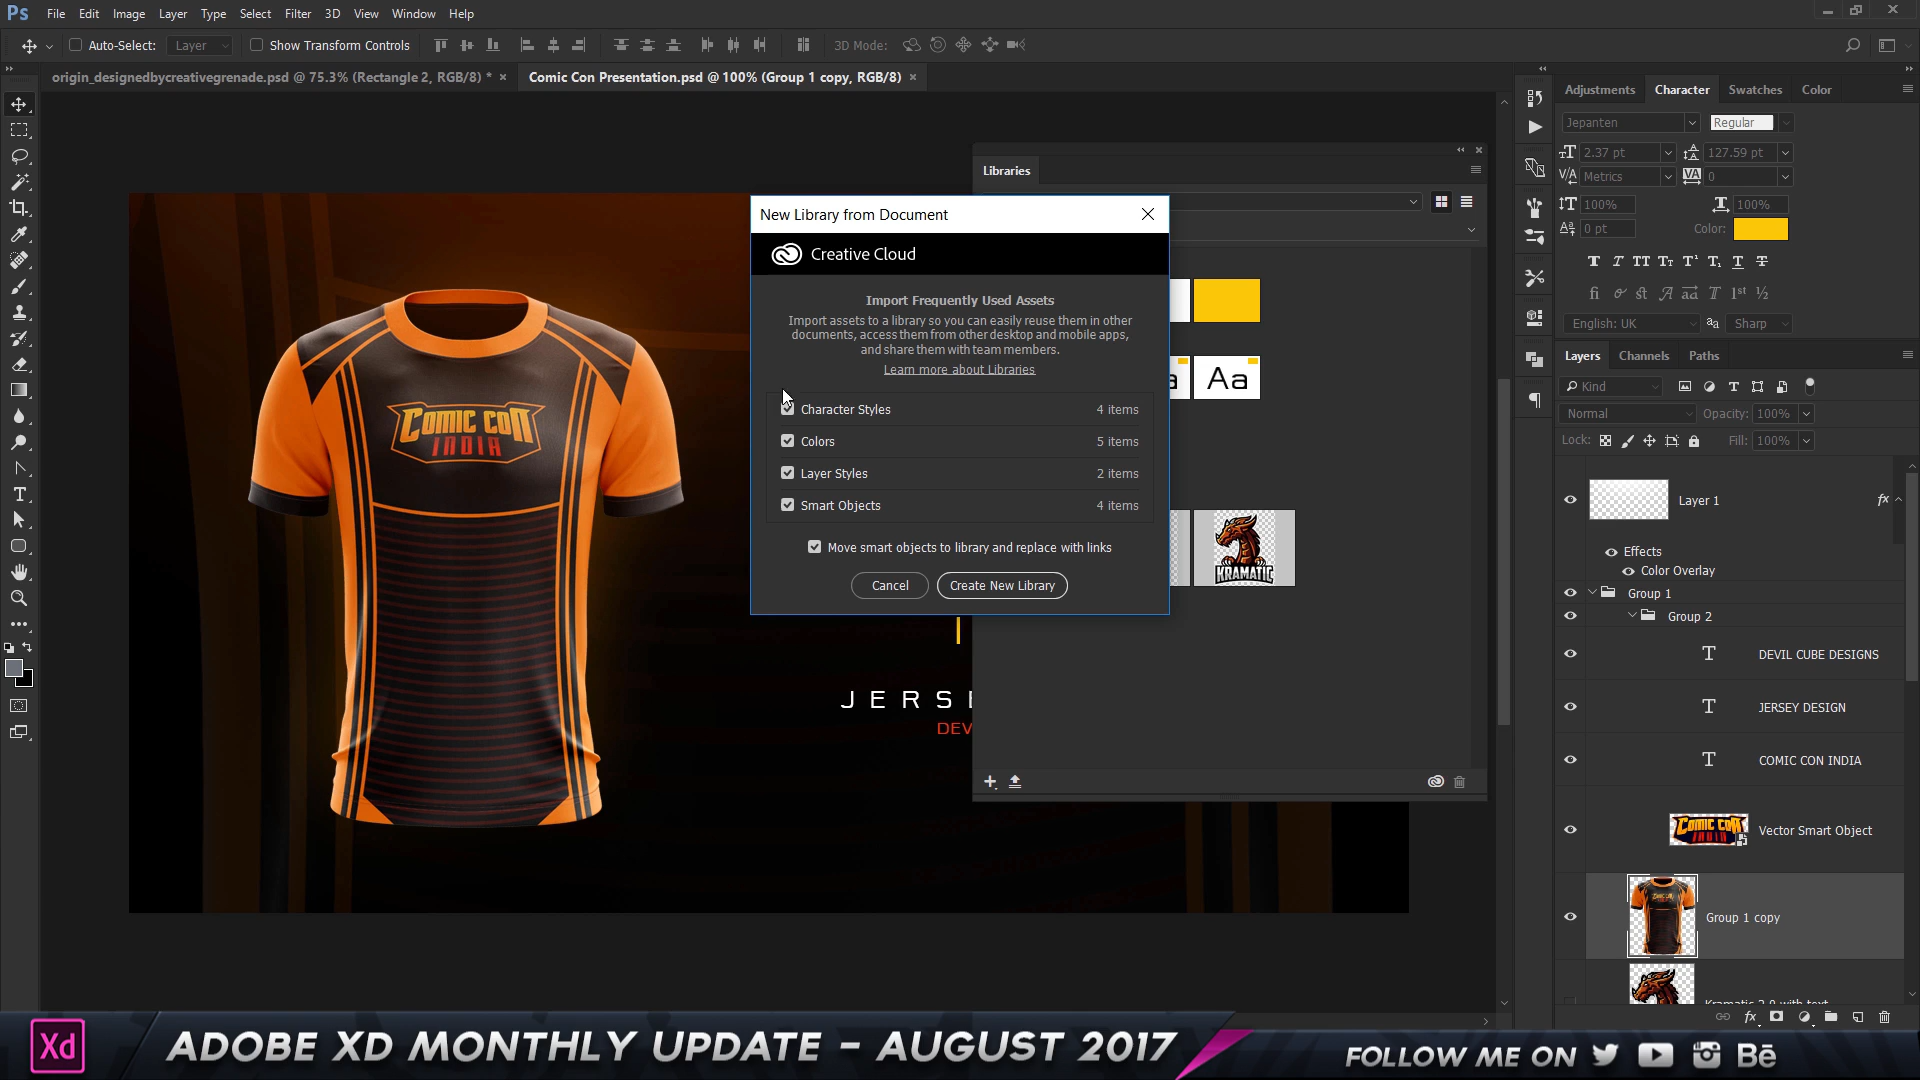 Ps File Edit Image Layer Type Select Filter 3D View Window Help
Auto-Select: Layer Show Transform Controls 3D Mode:
origin_designedbycreativegrenade.psd @ 75.3% (Rectangle 2, RGB/8) * × Comic Con Presentation.psd @ 100% (Group 1 copy, RGB/8) ×
Adjustments Character Swatches Color
Jepanten Regular
2.37 pt 127.59 pt
Metrics 0
100% 100%
0 pt Color:
English: UK aa Sharp
Layers Channels Paths
Kind
Normal Opacity: 100%
Lock: Fill: 100%
Layer 1 fx
Effects
Color Overlay
Group 1
Group 2
DEVIL CUBE DESIGNS
JERSEY DESIGN
COMIC CON INDIA
Vector Smart Object
Group 1 copy
Kramatic 2.0 with text
Libraries
Aa
KRAMATIC
New Library from Document
Creative Cloud
Import Frequently Used Assets
Import assets to a library so you can easily reuse them in other
documents, access them from other desktop and mobile apps,
and share them with team members.
Learn more about Libraries
Character Styles 4 items
Colors 5 items
Layer Styles 2 items
Smart Objects 4 items
Move smart objects to library and replace with links
Cancel Create New Library
COMIC CON
INDIA
JERSE
DEV
Xd ADOBE XD MONTHLY UPDATE - AUGUST 2017
FOLLOW ME ON Bē